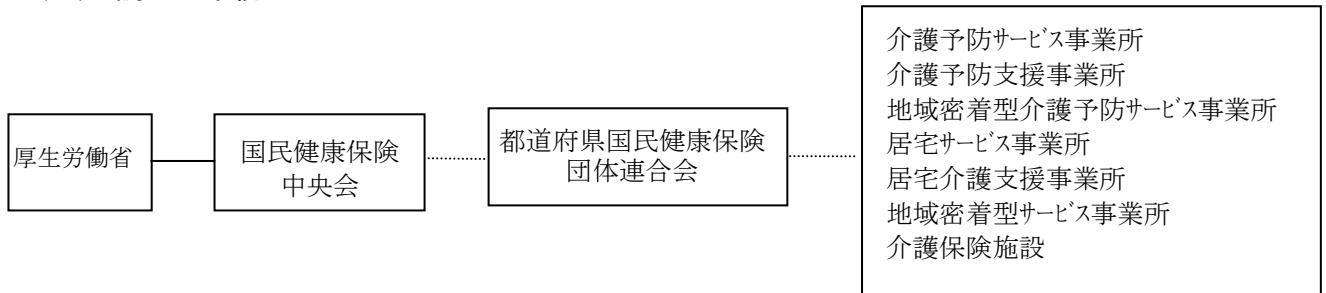 厚生労働省
国民健康保険
中央会
都道府県国民健康保険
団体連合会
介護予防サービス事業所
介護予防支援事業所
地域密着型介護予防サービス事業所
居宅サービス事業所
居宅介護支援事業所
地域密着型サービス事業所
介護保険施設